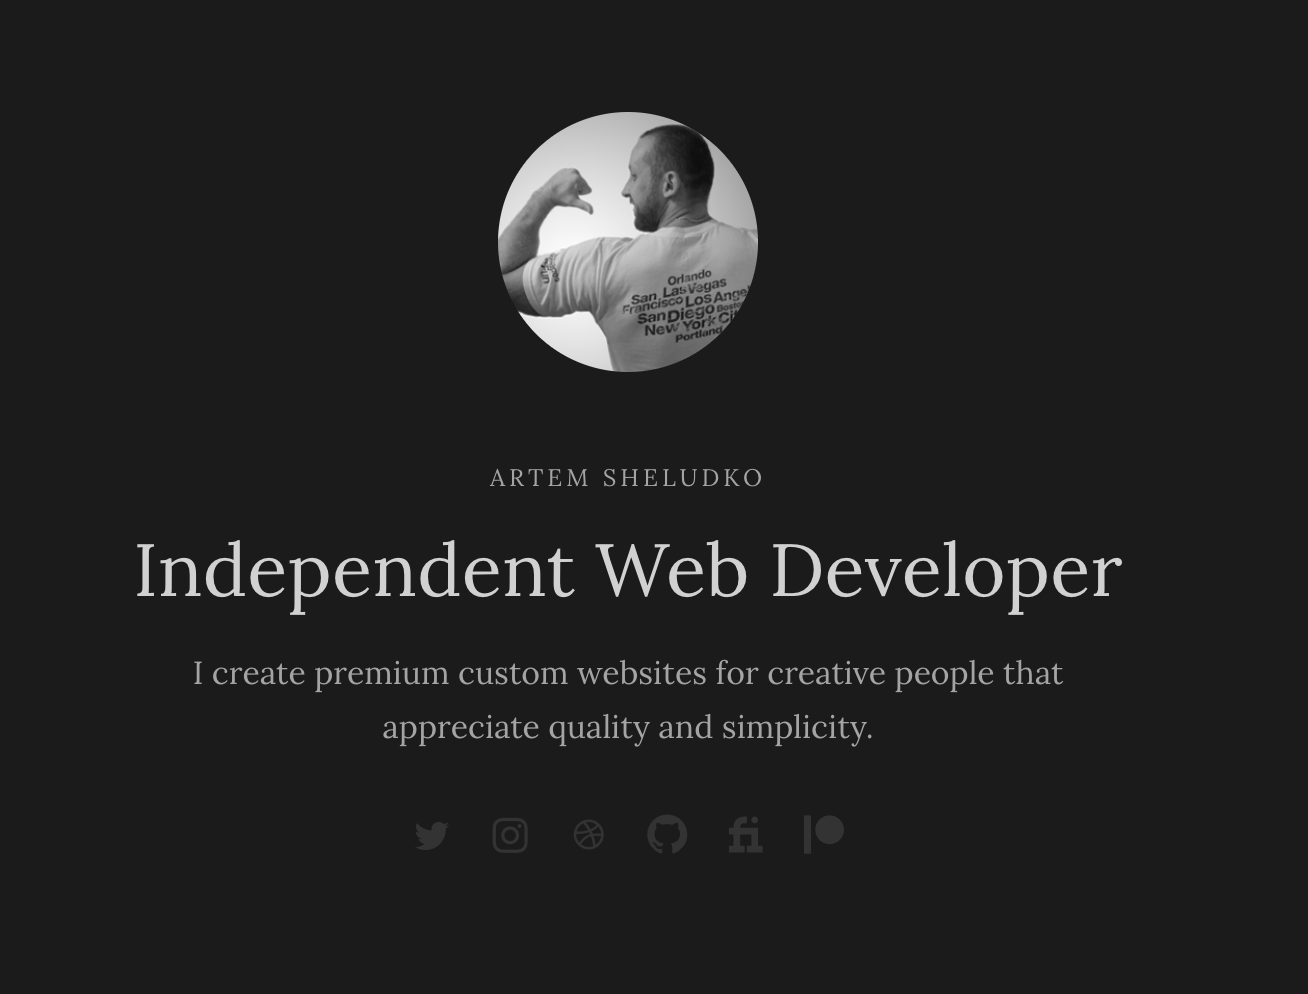 Orlando
San Las Vegas
Francisco Los Angel
San Diego Bosto
New York Cit
Portland
ARTEM SHELUDKO
Independent Web Developer
I create premium custom websites for creative people that
appreciate quality and simplicity.
fi